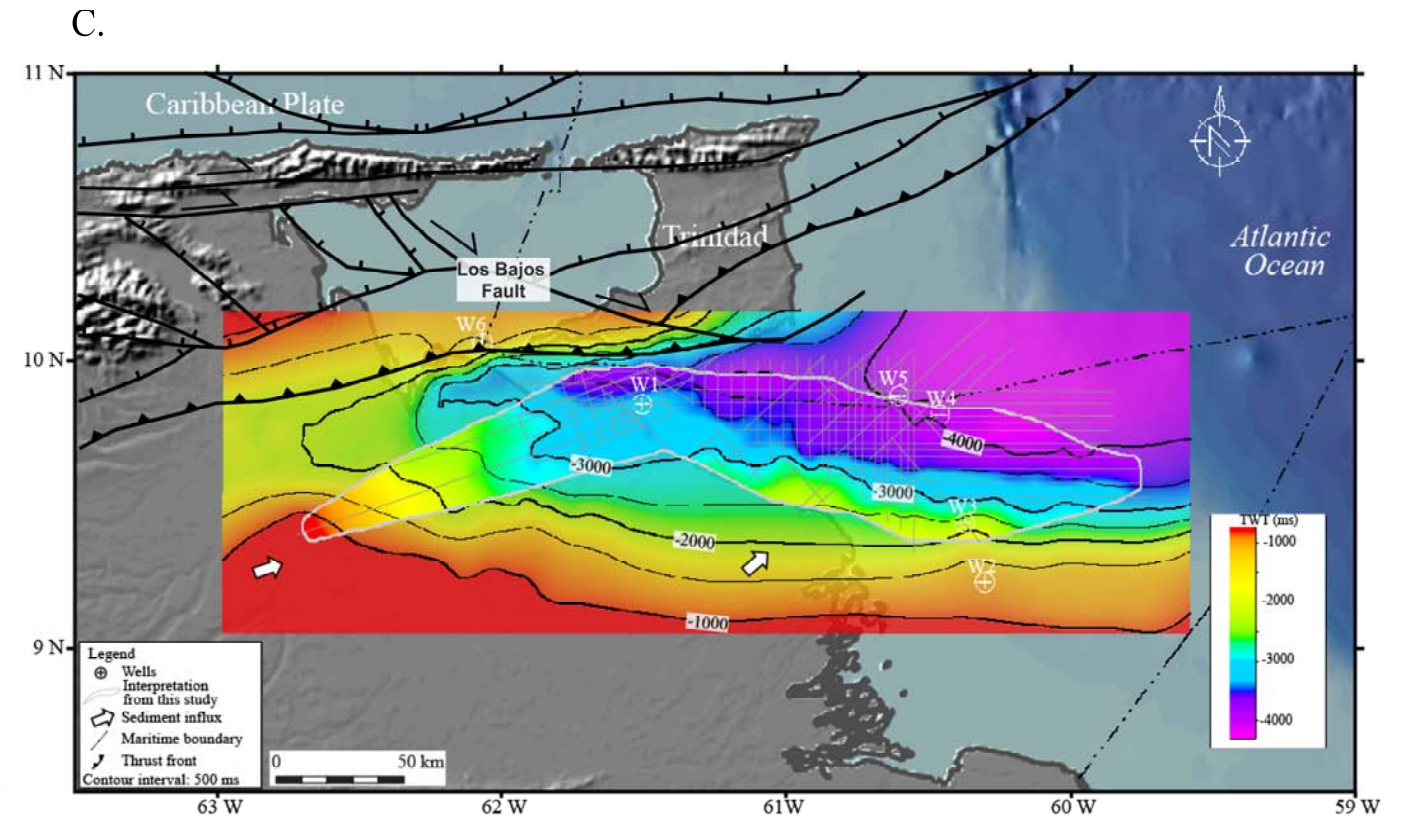 C.
11 N
Caribbean Plate
Trinidad
Atlantic
Ocean
Los Bajos
Fault
W6
10 N
W1
W5
W4
-4000
-3000
-3000
W3
-2000
W2
-1000
TWT (ms)
-1000
-2000
-3000
-4000
9 N
Legend
Wells
Interpretation
from this study
Sediment influx
Maritime boundary
Thrust front
Contour interval: 500 ms
0
50 km
N
63 W
62 W
61W
60 W
59 W